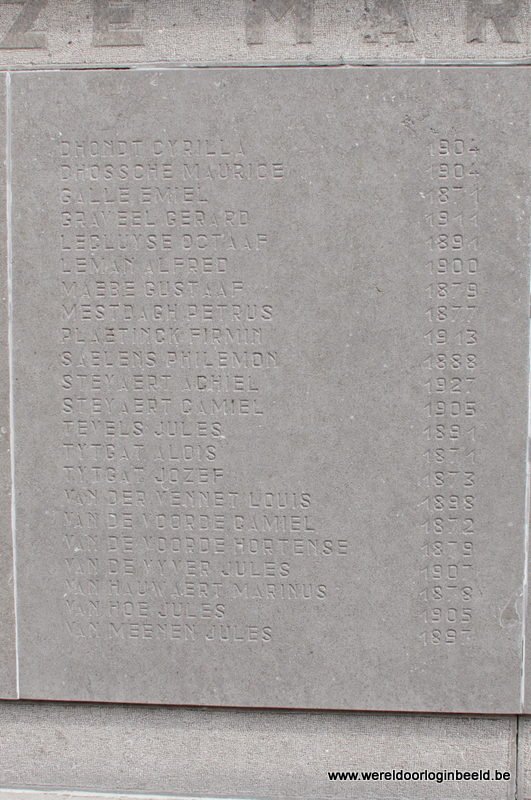 ZE MAR
DHONDT CYRILLA 1904
DHOSSCHE MAURICE 1904
GALLE EMIEL 1871
GRAVEEL GERARD 1911
LECLUYSE OCTAAF 1891
LEMAN ALFRED 1900
MAEBE GUSTAAF 1879
MESTDAGH PETRUS 1877
PLAETINCK FIRMIN 1913
SAELENS PHILEMON 1888
STEYAERT ACHIEL 1927
STEYAERT CAMIEL 1905
TEVELS JULES 1891
TYTGAT ALOIS 1871
TYTGAT JOZEF 1873
VAN DER VENNET LOUIS 1898
VAN DE VOORDE CAMIEL 1872
VAN DE VOORDE HORTENSE 1879
VAN DE VYVER JULES 1907
VAN HAUWAERT MARINUS 1878
VAN HOE JULES 1905
VAN MEENEN JULES 1897
www.wereldoorloginbeeld.be